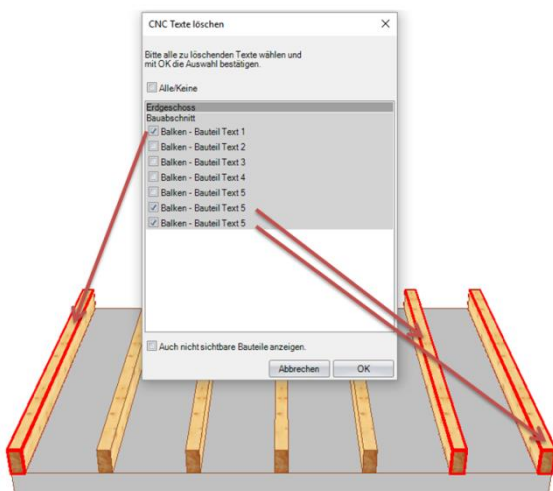 CNC Texte löschen
Bitte alle zu löschenden Texte wählen und
mit OK die Auswahl bestätigen.
Alle/Keine
Erdgeschoss
Bauabschnitt
Balken - Bauteil Text 1
Balken - Bauteil Text 2
Balken - Bauteil Text 3
Balken - Bauteil Text 4
Balken - Bauteil Text 5
Balken - Bauteil Text 5
Balken - Bauteil Text 5
Auch nicht sichtbare Bauteile anzeigen.
Abbrechen OK